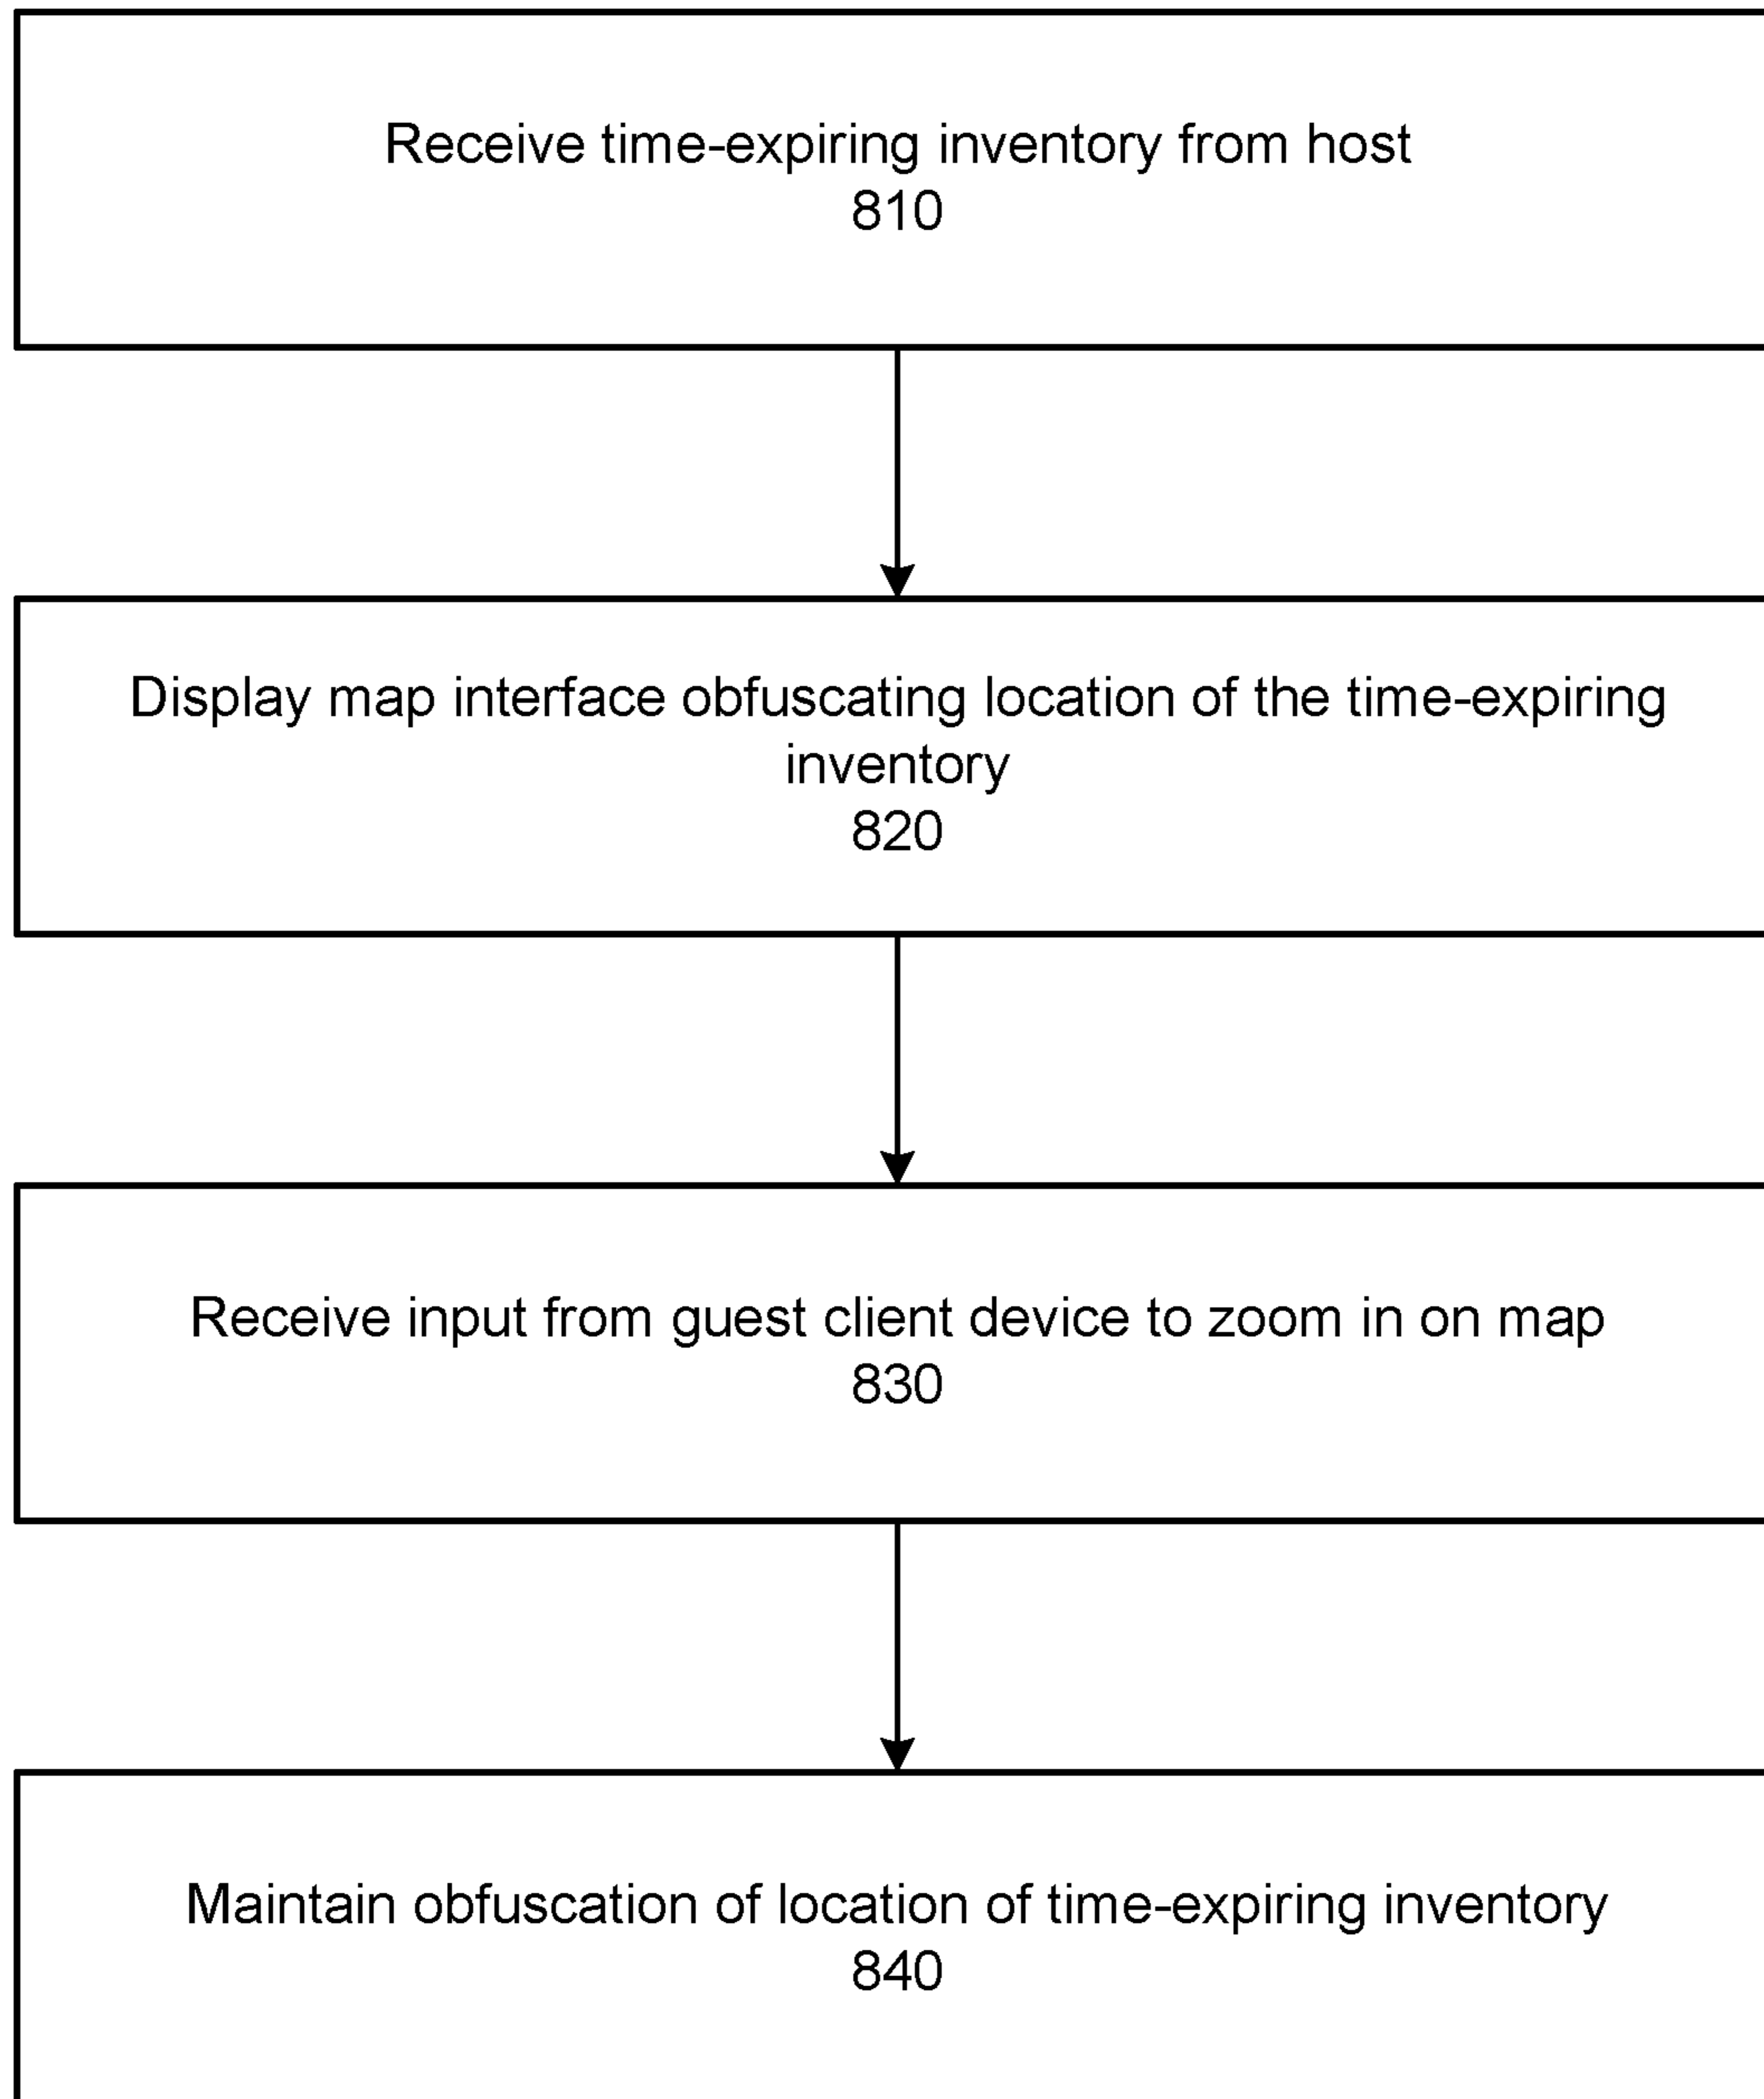 Receive time-expiring inventory from host
810
Display map interface obfuscating location of the time-expiring
inventory
820
Receive input from guest client device to zoom in on map
830
Maintain obfuscation of location of time-expiring inventory
840